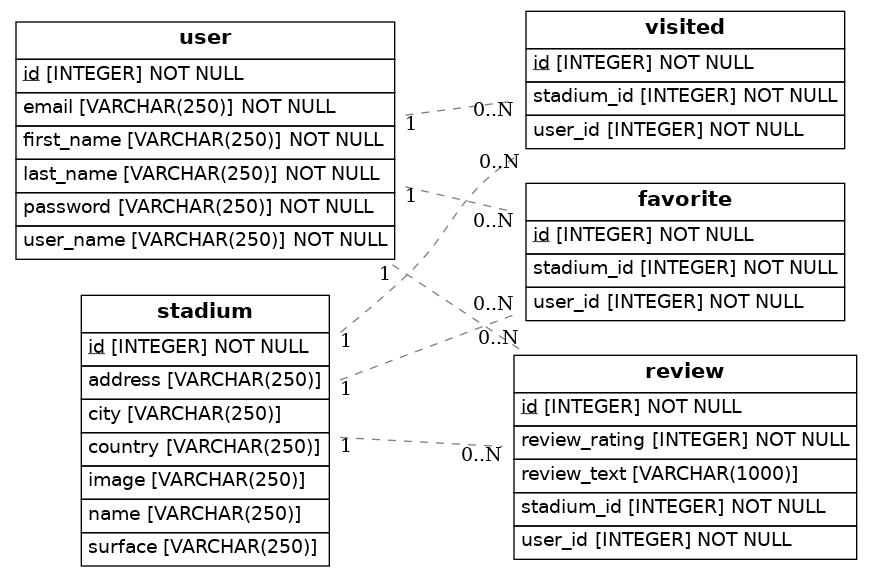 user
id [INTEGER] NOT NULL
email [VARCHAR(250)] NOT NULL
first_name [VARCHAR(250)] NOT NULL
last_name [VARCHAR(250)] NOT NULL
password [VARCHAR(250)] NOT NULL
user_name [VARCHAR(250)] NOT NULL
stadium
id [INTEGER] NOT NULL
address [VARCHAR(250)]
city [VARCHAR(250)]
country [VARCHAR(250)]
image [VARCHAR(250)]
name [VARCHAR(250)]
surface [VARCHAR(250)]
1
1
1
1
1
1
0..N
0..N
0..N
0..N
0..N
0..N
visited
id [INTEGER] NOT NULL
stadium_id [INTEGER] NOT NULL
user_id [INTEGER] NOT NULL
favorite
id [INTEGER] NOT NULL
stadium_id [INTEGER] NOT NULL
user_id [INTEGER] NOT NULL
review
id [INTEGER] NOT NULL
review_rating [INTEGER] NOT NULL
review_text [VARCHAR(1000)]
stadium_id [INTEGER] NOT NULL
user_id [INTEGER] NOT NULL